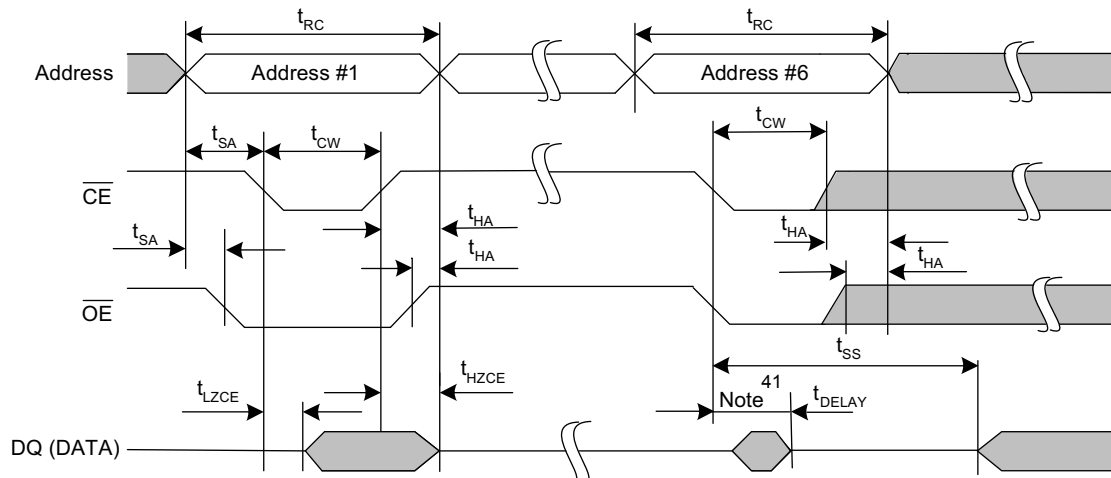 tRC tRC
Address Address #1 Address #6
tSA tCW tCW
CE
tHA
tSA tHA tHA
tHA
OE
tSS
tLZCE tHZCE Note 41 tDELAY
DQ (DATA)